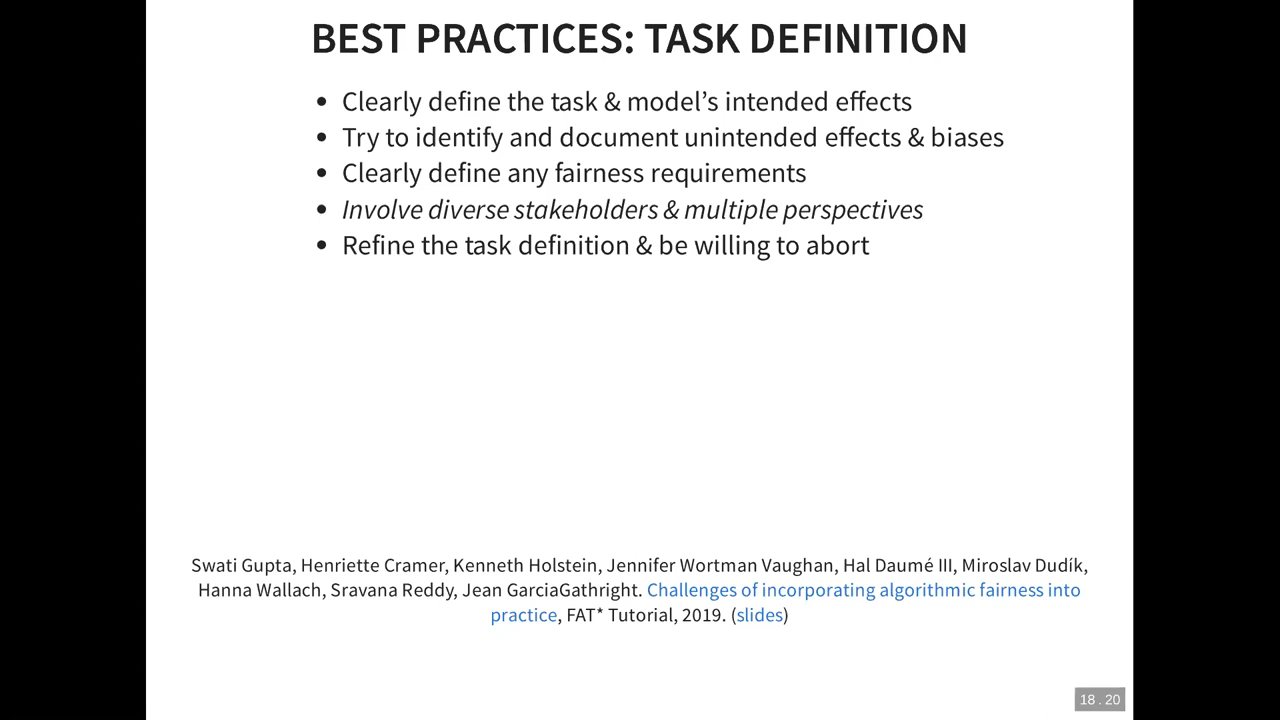 BEST PRACTICES: TASK DEFINITION
• Clearly define the task & model’s intended effects
• Try to identify and document unintended effects & biases
• Clearly define any fairness requirements
• Involve diverse stakeholders & multiple perspectives
• Refine the task definition & be willing to abort
Swati Gupta, Henriette Cramer, Kenneth Holstein, Jennifer Wortman Vaughan, Hal Daumé III, Miroslav Dudík,
Hanna Wallach, Sravana Reddy, Jean GarciaGathright. Challenges of incorporating algorithmic fairness into
practice, FAT* Tutorial, 2019. (slides)
18 . 20